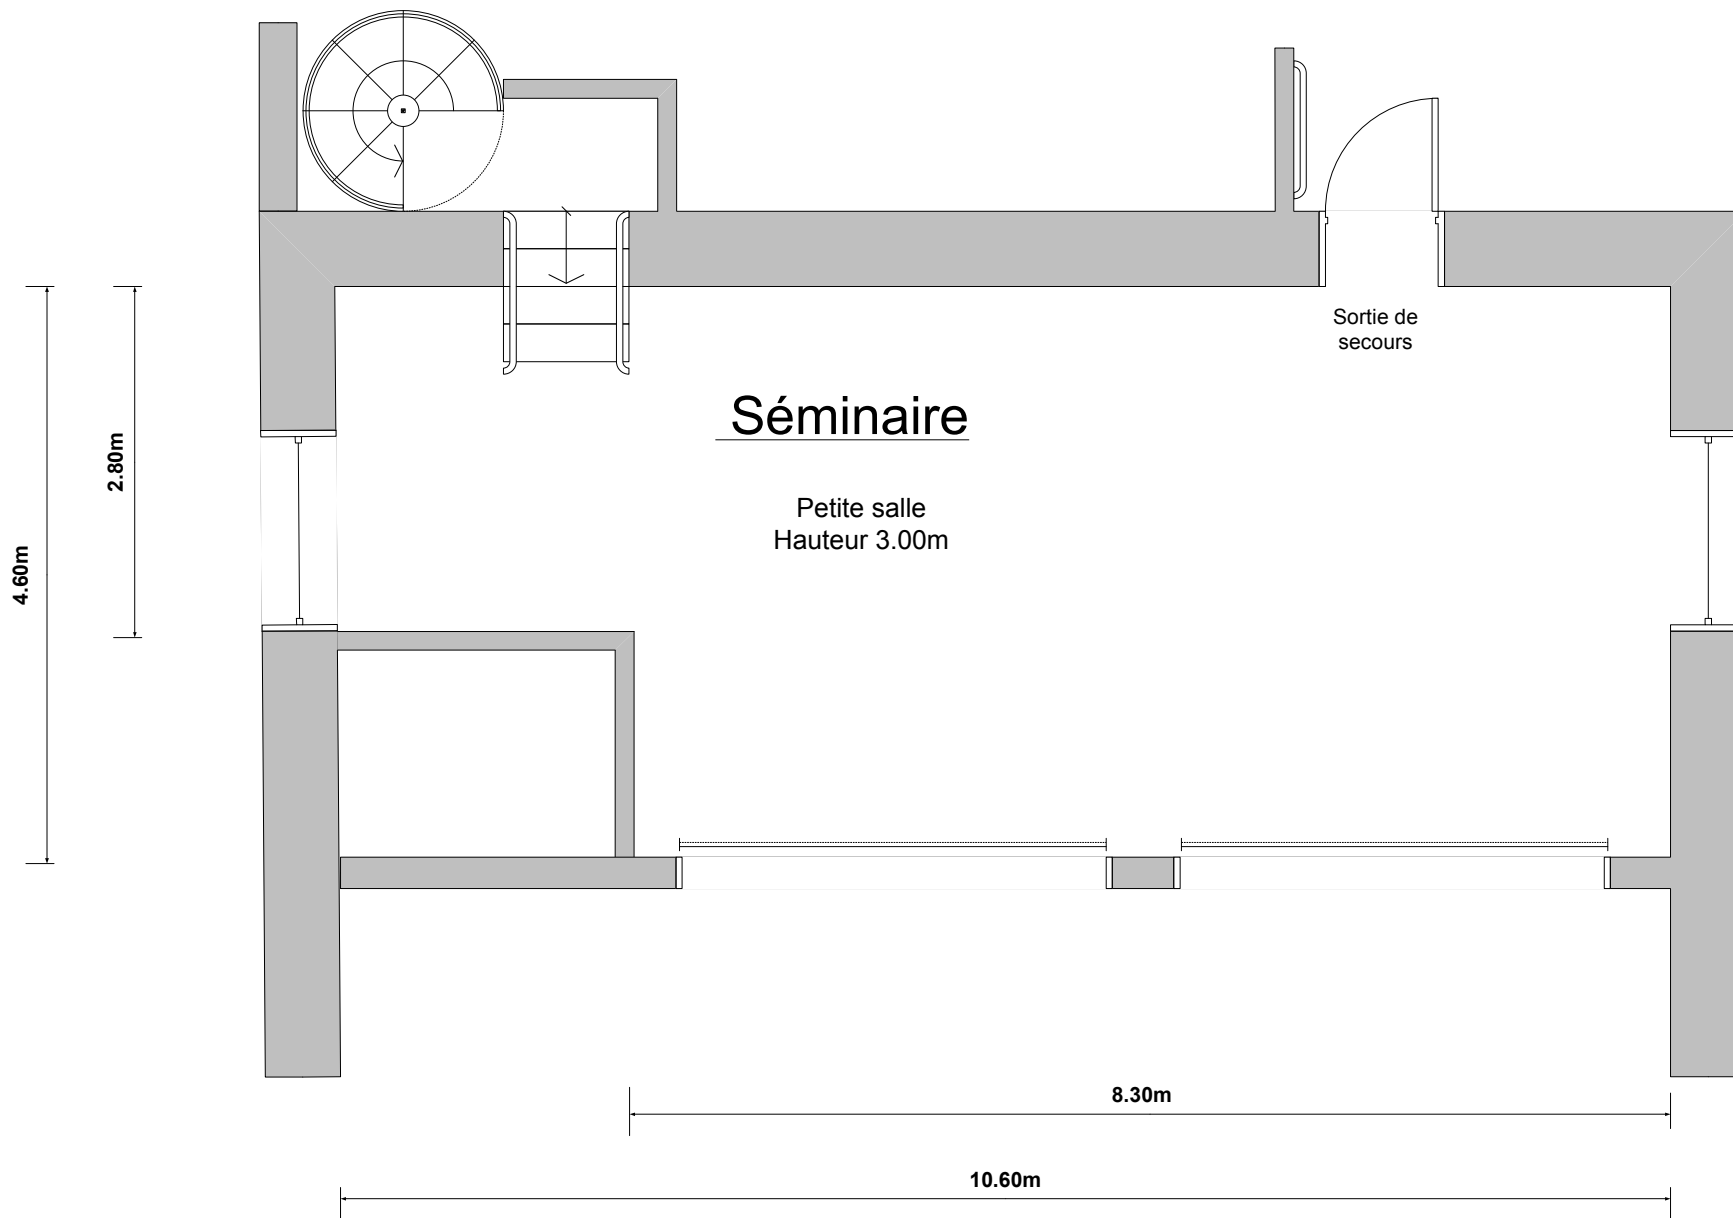 Sortie de
secours
Séminaire
2.80m
Petite salle
Hauteur 3.00m
4.60m
8.30m
10.60m